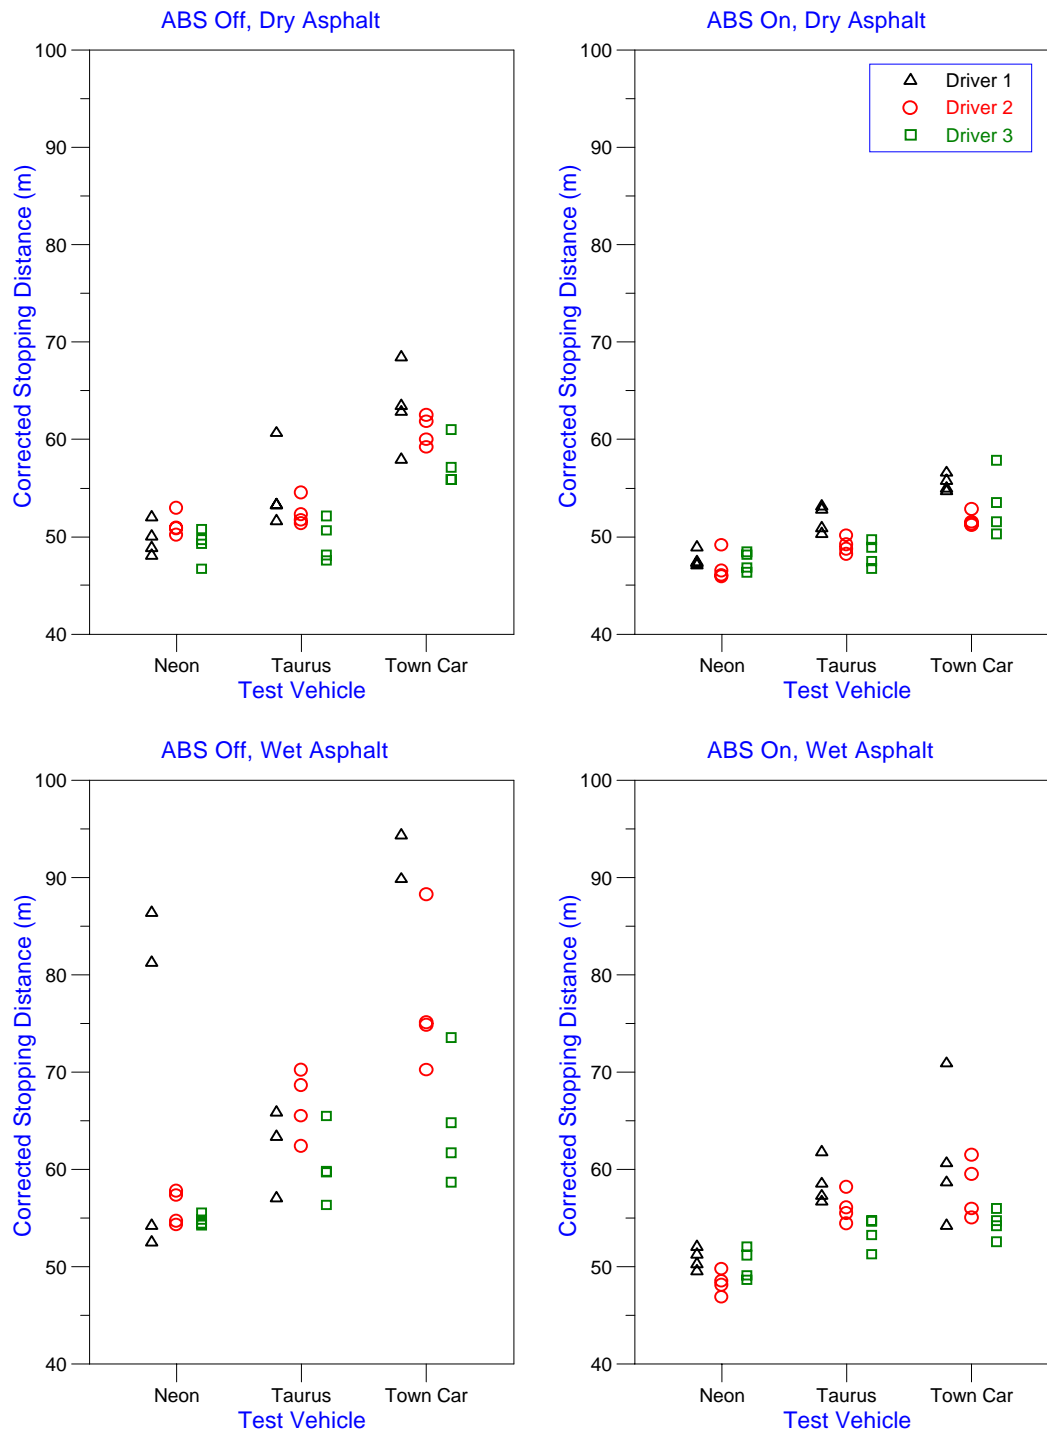 ABS Off, Dry Asphalt
100
90
80
70
60
50
40
Corrected Stopping Distance (m)
Neon Taurus Town Car
Test Vehicle
ABS On, Dry Asphalt
Driver 1
Driver 2
Driver 3
100
90
80
70
60
50
40
Corrected Stopping Distance (m)
Neon Taurus Town Car
Test Vehicle
ABS Off, Wet Asphalt
100
90
80
70
60
50
40
Corrected Stopping Distance (m)
Neon Taurus Town Car
Test Vehicle
ABS On, Wet Asphalt
100
90
80
70
60
50
40
Corrected Stopping Distance (m)
Neon Taurus Town Car
Test Vehicle